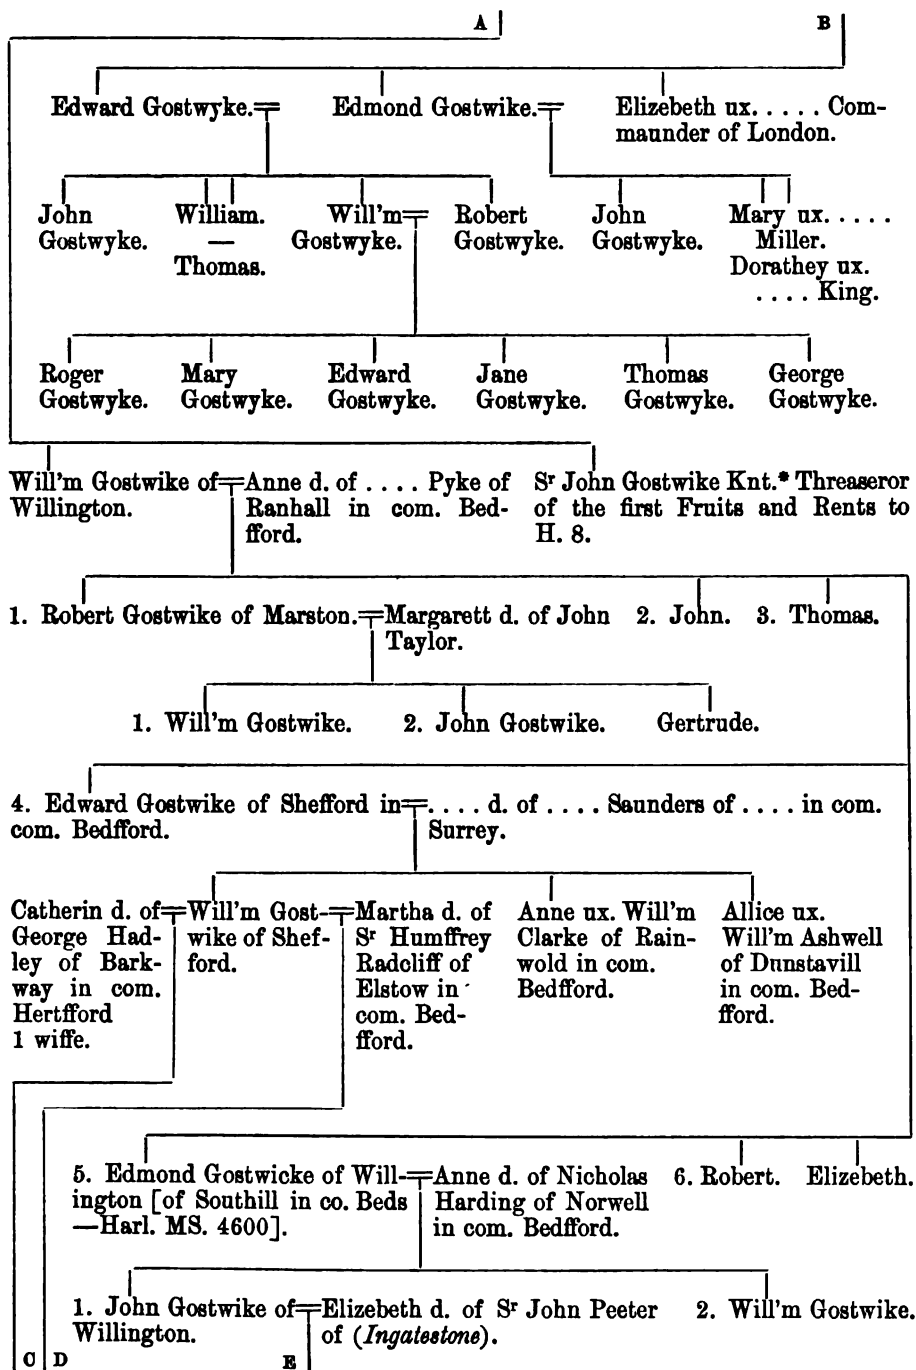 A B
Edward Gostwyke. Edmond Gostwike. Elizebeth ux. . . . . Com-
maunder of London.
John
Gostwyke.
William.
—
Thomas.
Will'm
Gostwyke.
Robert
Gostwyke.
John
Gostwyke.
Mary ux. . . . .
Miller.
Dorathey ux.
. . . . King.
Roger
Gostwyke.
Mary
Gostwyke.
Edward
Gostwyke.
Jane
Gostwyke.
Thomas
Gostwyke.
George
Gostwyke.
Will'm Gostwike of
Willington.
Anne d. of . . . . Pyke of
Ranhall in com. Bed-
fford.
Sr John Gostwike Knt.* Threaseror
of the first Fruits and Rents to
H. 8.
1. Robert Gostwike of Marston.
Margarett d. of John
Taylor.
2. John. 3. Thomas.
1. Will'm Gostwike. 2. John Gostwike. Gertrude.
4. Edward Gostwike of Shefford in
com. Bedfford.
. . . . d. of . . . . Saunders of . . . . in com.
Surrey.
Catherin d. of
George Had-
ley of Bark-
way in com.
Hertfford
1 wiffe.
Will'm Gost-
wike of Shef-
ford.
Martha d. of
Sr Humffrey
Radcliff of
Elstow in
com. Bed-
fford.
Anne ux. Will'm
Clarke of Rain-
wold in com.
Bedfford.
Allice ux.
Will'm Ashwell
of Dunstavill
in com. Bed-
fford.
5. Edmond Gostwicke of Will-
ington [of Southill in co. Beds
—Harl. MS. 4600].
Anne d. of Nicholas
Harding of Norwell
in com. Bedfford.
6. Robert. Elizebeth.
1. John Gostwike of
Willington.
Elizebeth d. of Sr John Peeter
of (Ingatestone).
2. Will'm Gostwike.
C D E